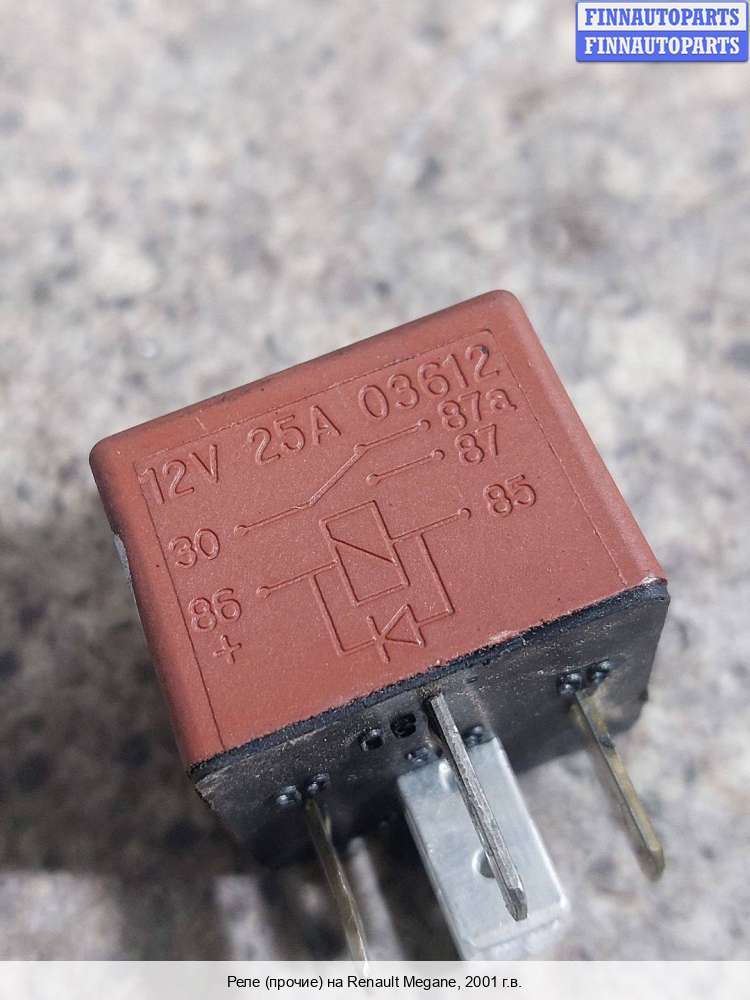 FINNAUTOPARTS
FINNAUTOPARTS
12V 25A 03612
87a
87
30
85
86
+
Реле (прочие) на Renault Megane, 2001 г.в.